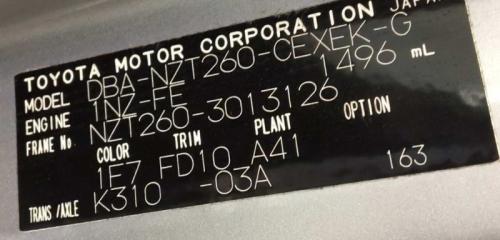 TOYOTA MOTOR CORPORATION JAPAN
MODEL DBA-NZT260-CEXEK-G
ENGINE 1NZ-FE 1496 mL
FRAME No. NZT260-3013126
COLOR TRIM PLANT OPTION
1F7 FD10 A41
TRANS/AXLE K310 -03A 163